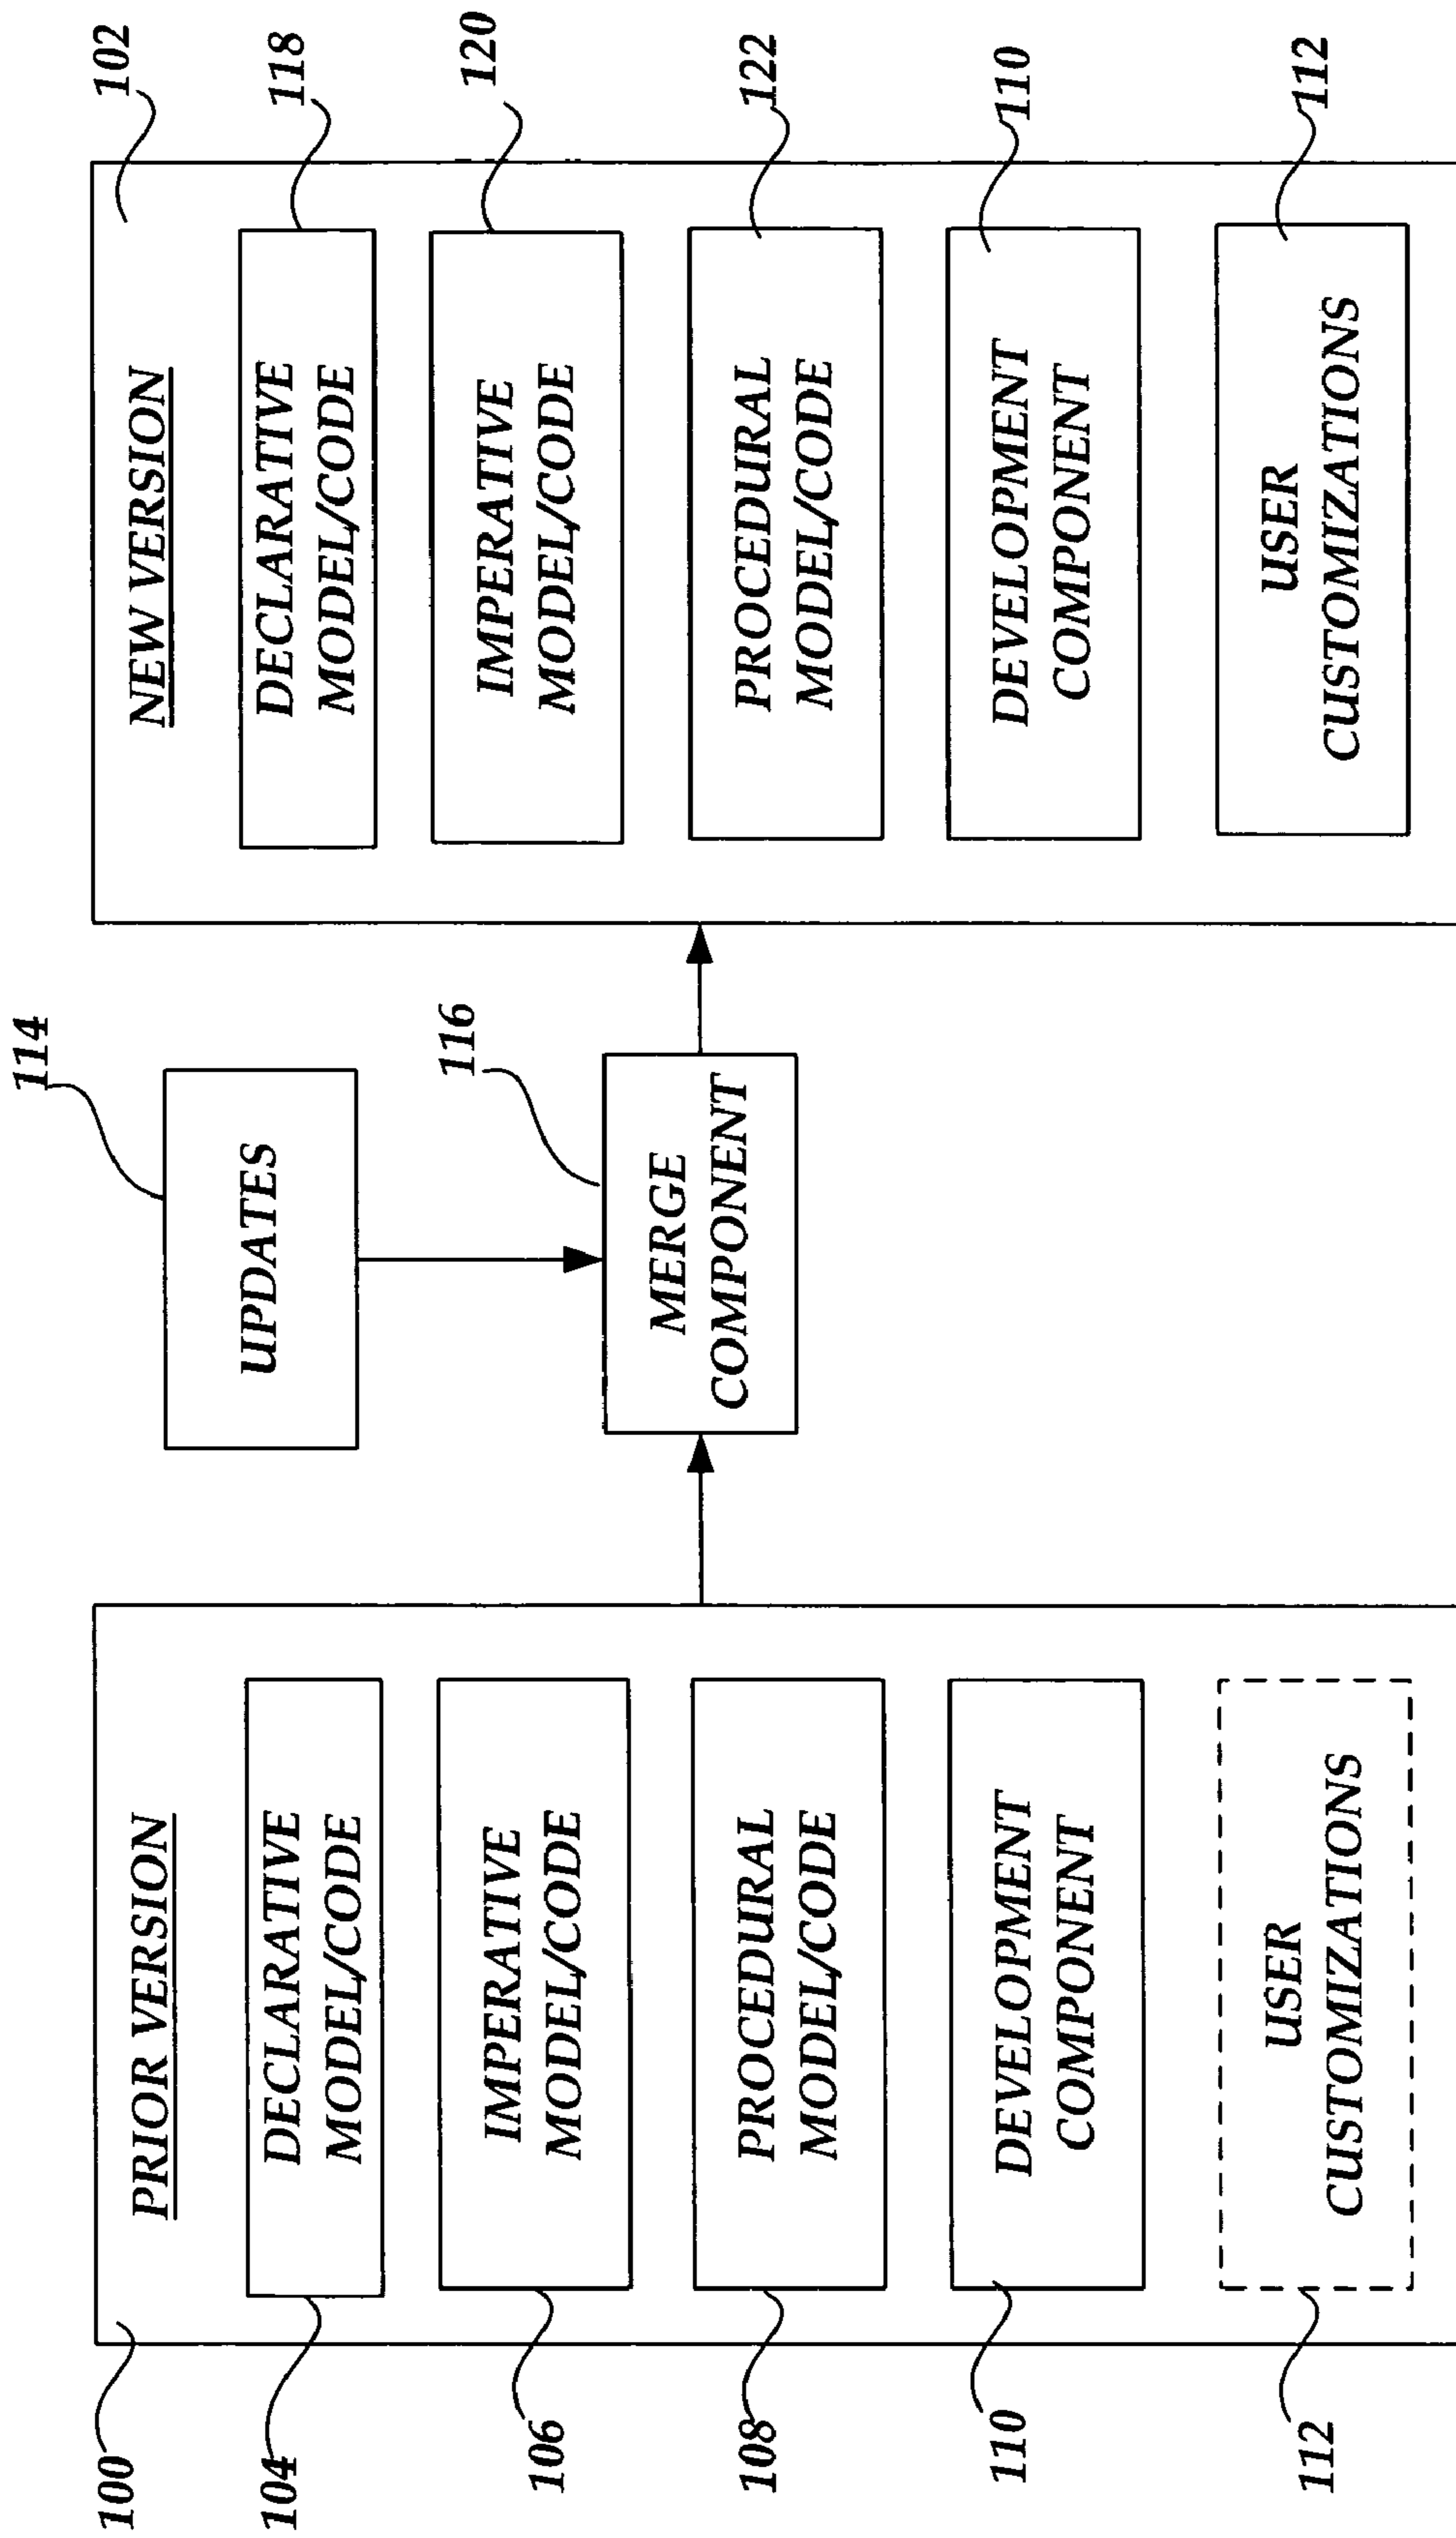 100
PRIOR VERSION
104
DECLARATIVE
MODEL/CODE
106
IMPERATIVE
MODEL/CODE
108
PROCEDURAL
MODEL/CODE
110
DEVELOPMENT
COMPONENT
112
USER
CUSTOMIZATIONS
114
UPDATES
116
MERGE
COMPONENT
102
NEW VERSION
118
DECLARATIVE
MODEL/CODE
120
IMPERATIVE
MODEL/CODE
122
PROCEDURAL
MODEL/CODE
110
DEVELOPMENT
COMPONENT
112
USER
CUSTOMIZATIONS